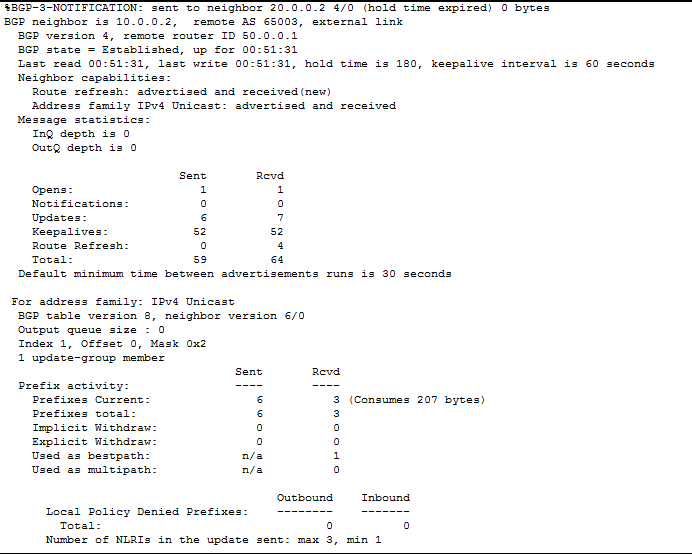 %BGP-3-NOTIFICATION: sent to neighbor 20.0.0.2 4/0 (hold time expired) 0 bytes
BGP neighbor is 10.0.0.2, remote AS 65003, external link
BGP version 4, remote router ID 50.0.0.1
BGP state = Established, up for 00:51:31
Last read 00:51:31, last write 00:51:31, hold time is 180, keepalive interval is 60 seconds
Neighbor capabilities:
Route refresh: advertised and received(new)
Address family IPv4 Unicast: advertised and received
Message statistics:
InQ depth is 0
OutQ depth is 0
Sent Rcvd
Opens: 1 1
Notifications: 0 0
Updates: 6 7
Keepalives: 52 52
Route Refresh: 0 4
Total: 59 64
Default minimum time between advertisements runs is 30 seconds
For address family: IPv4 Unicast
BGP table version 8, neighbor version 6/0
Output queue size : 0
Index 1, Offset 0, Mask 0x2
1 update-group member
Sent Rcvd
Prefix activity: ---- ----
Prefixes Current: 6 3 (Consumes 207 bytes)
Prefixes total: 6 3
Implicit Withdraw: 0 0
Explicit Withdraw: 0 0
Used as bestpath: n/a 1
Used as multipath: n/a 0
Outbound Inbound
Local Policy Denied Prefixes: -------- -------
Total: 0 0
Number of NLRIs in the update sent: max 3, min 1